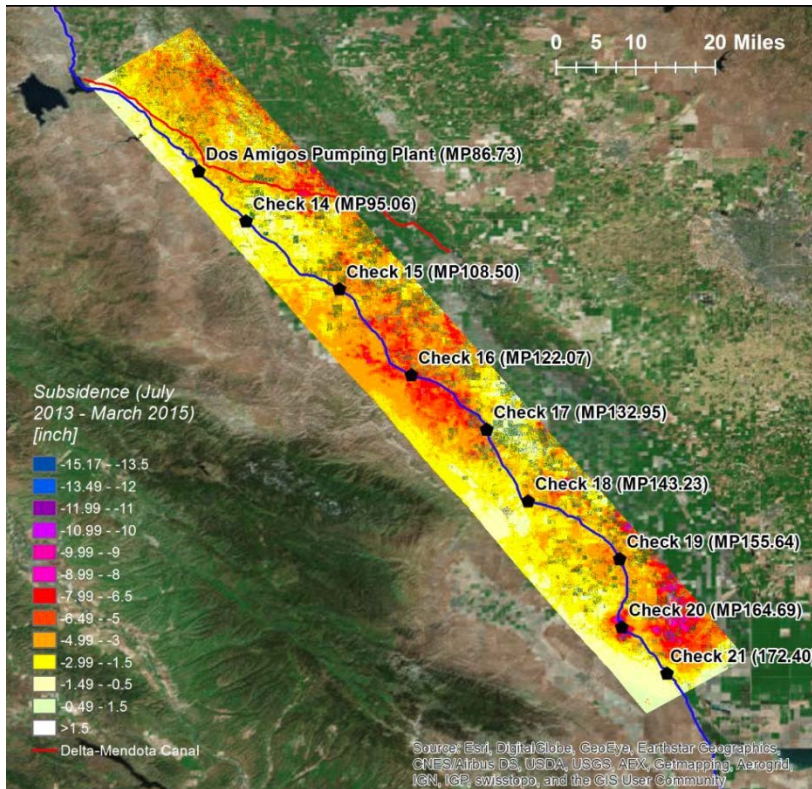 0 5 10 20 Miles
Dos Amigos Pumping Plant (MP86.73)
Check 14 (MP95.06)
Check 15 (MP108.50)
Check 16 (MP122.07)
Check 17 (MP132.95)
Check 18 (MP143.23)
Check 19 (MP155.64)
Check 20 (MP164.69)
Check 21 (172.40)
Subsidence (July
2013 - March 2015)
[inch]
-15.17 - -13.5
-13.49 - -12
-11.99 - -11
-10.99 - -10
-9.99 - -9
-8.99 - -8
-7.99 - -6.5
-6.49 - -5
-4.99 - -3
-2.99 - -1.5
-1.49 - -0.5
-0.49 - 1.5
>1.5
Delta-Mendota Canal
Source: Esri, DigitalGlobe, GeoEye, Earthstar Geographics,
CNES/Airbus DS, USDA, USGS, AEX, Getmapping, Aerogrid,
IGN, IGP, swisstopo, and the GIS User Community